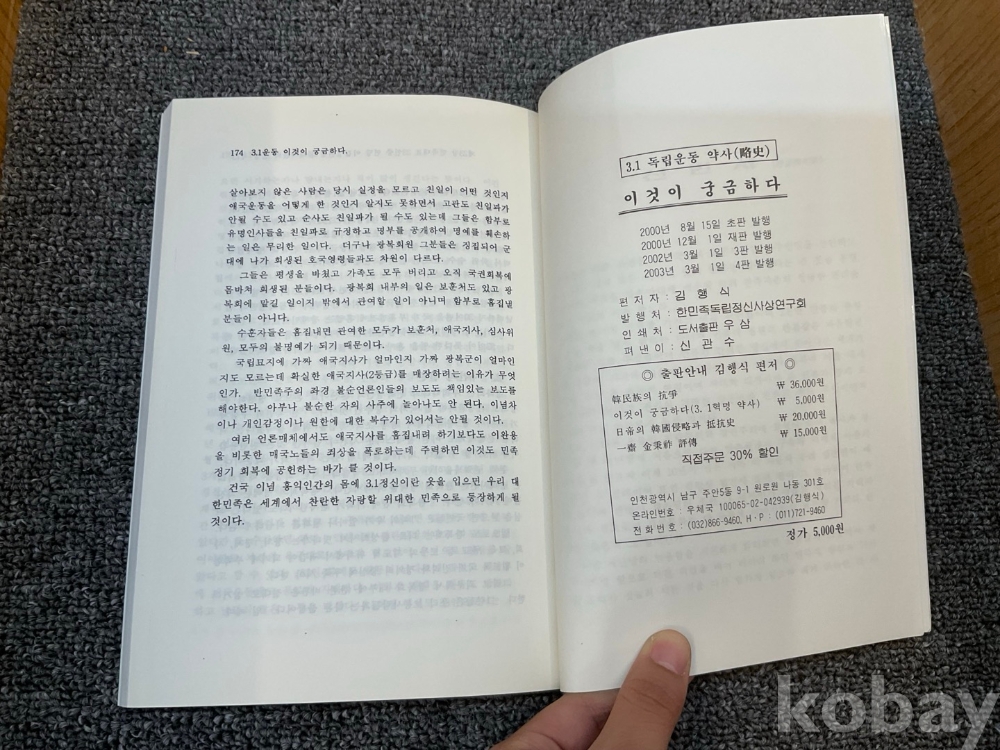 174 3.1운동 이것이 궁금하다.
살아보지 않은 사람은 당시 실정을 모르고 친일이 어떤 것인지
애국운동을 어떻게 한 것인지 알지도 못하면서 고관도 친일파가
안될 수도 있고 순사도 친일파가 될 수도 있는데 그들은 함부로
유명인사들을 친일파로 규정하고 명부를 공개하여 명예를 훼손하
는 일은 무리한 일이다. 더구나 광복회원 그분들은 징집되어 군
대에 나가 희생된 호국영령들과도 차원이 다르다.
그들은 평생을 바쳤고 가족도 모두 버리고 오직 국권회복에
몸바쳐 희생된 분들이다. 광복회 내부의 일은 보훈처도 있고 광
복회에 맡길 일이지 밖에서 관여할 일이 아니며 함부로 흠집낼
분들이 아니다.
수훈자들은 흠집내면 관여한 모두가 보훈처, 애국지사, 심사위
원, 모두의 불명예가 되기 때문이다.
국립묘지에 가짜 애국지사가 얼마인지 가짜 광복군이 얼마인
지도 모르는데 확실한 애국지사(2등급)를 매장하려는 이유가 무엇
인가. 반민족주의 좌경 불순언론인들의 보도도 책임있는 보도를
해야한다. 아무나 불순한 자의 사주에 놀아나도 안 된다. 이념차
이나 개인감정이나 원한에 대한 복수가 있어서는 안될 것이다.
여러 언론매체에서도 애국지사를 흠집내려 하기보다도 이완용
을 비롯한 매국노들의 죄상을 폭로하는데 주력하면 이것도 민족
정기 회복에 공헌하는 바가 클 것이다.
건국 이념 홍익인간의 몸에 3.1정신이란 옷을 입으면 우리 대
한민족은 세계에서 찬란한 자랑할 위대한 민족으로 등장하게 될
것이다.
3.1 독립운동 약사(略史)
이것이 궁금하다
2000년 8월 15일 초판 발행
2000년 12월 1일 재판 발행
2002년 3월 1일 3판 발행
2003년 3월 1일 4판 발행
편저자 : 김 행 식
발행처 : 한민족독립정신사상연구회
인쇄처 : 도서출판 우 삼
펴낸이 : 신 관 수
◎ 출판안내 김행식 편저 ◎
韓民族의 抗爭 ₩ 36,000원
이것이 궁금하다(3.1혁명 약사) ₩ 5,000원
日帝의 韓國侵略과 抵抗史 ₩ 20,000원
一齋 金秉祚 評傳 ₩ 15,000원
직접주문 30% 할인
인천광역시 남구 주안5동 9-1 원로원 나동 301호
온라인번호 : 우체국 100065-02-042939(김행식)
전화번호 : (032)866-9460, H·P : (011)721-9460
정가 5,000원
kobay